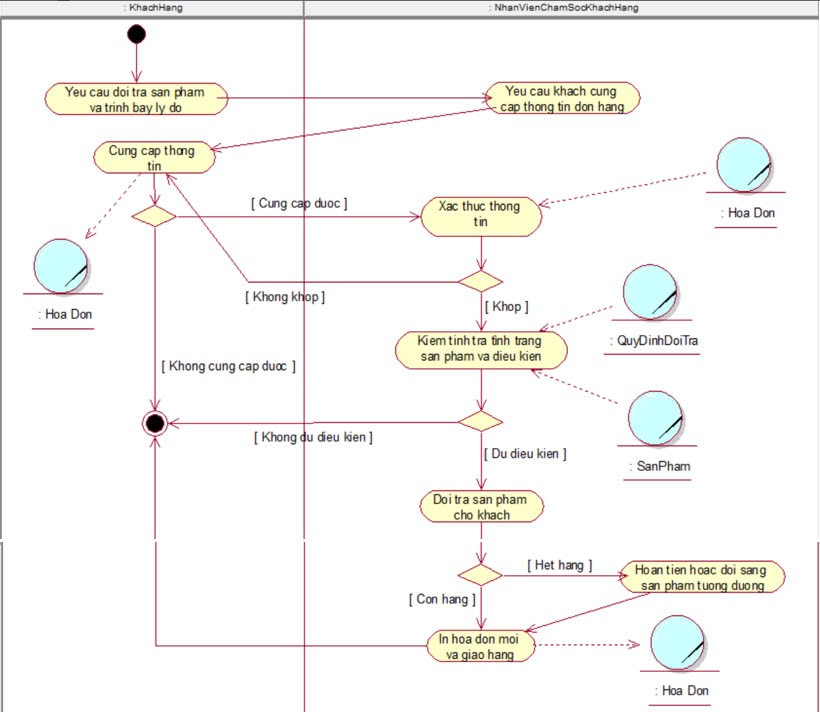 : KhachHang
: NhanVienChamSocKhachHang
Yeu cau doi tra san pham
va trinh bay ly do
Yeu cau khach cung
cap thong tin don hang
Cung cap thong
tin
[ Cung cap duoc ]
Xac thuc thong
tin
: Hoa Don
: Hoa Don
[ Khong khop ]
[ Khop ]
: QuyDinhDoiTra
Kiem tinh tra tinh trang
san pham va dieu kien
[ Khong cung cap duoc ]
[ Khong du dieu kien ]
[ Du dieu kien ]
: SanPham
Doi tra san pham
cho khach
[ Het hang ]
Hoan tien hoac doi sang
san pham tuong duong
[ Con hang ]
In hoa don moi
va giao hang
: Hoa Don